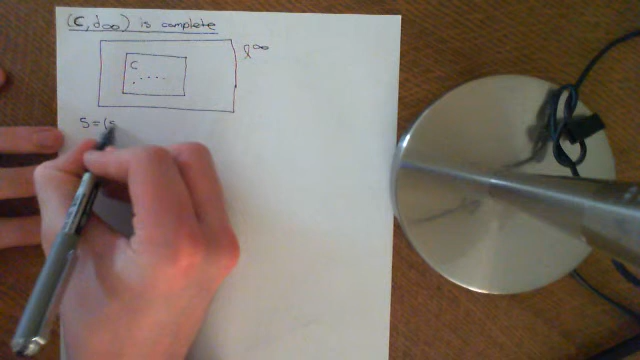 (C, d∞) is complete
ℓ∞
C
S=(s